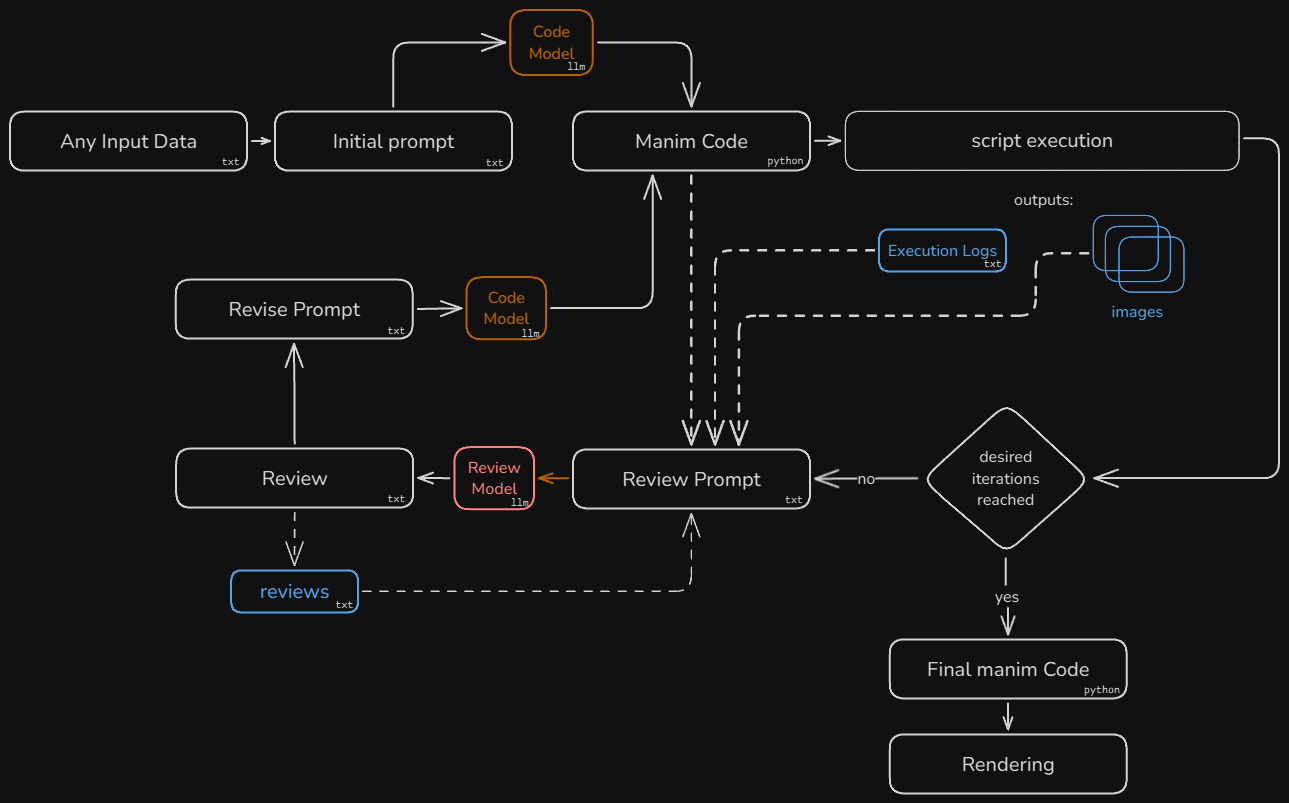 Code
Model
llm
Any Input Data
txt
Initial prompt
txt
Manim Code
python
script execution
outputs:
Execution Logs
txt
images
Revise Prompt
txt
Code
Model
llm
Review
txt
Review
Model
llm
Review Prompt
txt
no
desired
iterations
reached
reviews
txt
yes
Final manim Code
python
Rendering